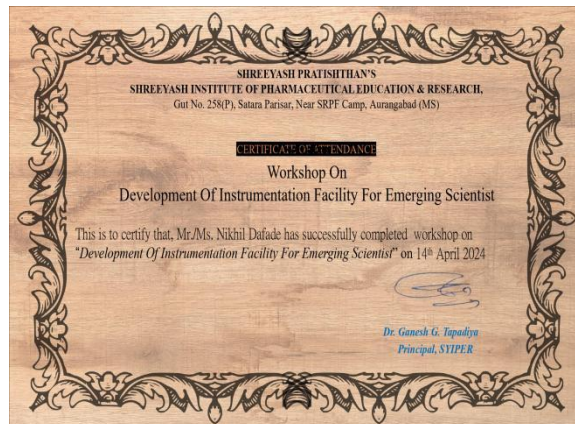 SHREEYASH PRATISHTHAN'S
SHREEYASH INSTITUTE OF PHARMACEUTICAL EDUCATION & RESEARCH,
Gut No. 258(P), Satara Parisar, Near SRPF Camp, Aurangabad (MS)
CERTIFICATE OF ATTENDANCE
Workshop On
Development Of Instrumentation Facility For Emerging Scientist
This is to certify that, Mr./Ms. Nikhil Dafade has successfully completed workshop on
"Development Of Instrumentation Facility For Emerging Scientist" on 14th April 2024
Dr. Ganesh G. Tapadiya
Principal, SYIPER